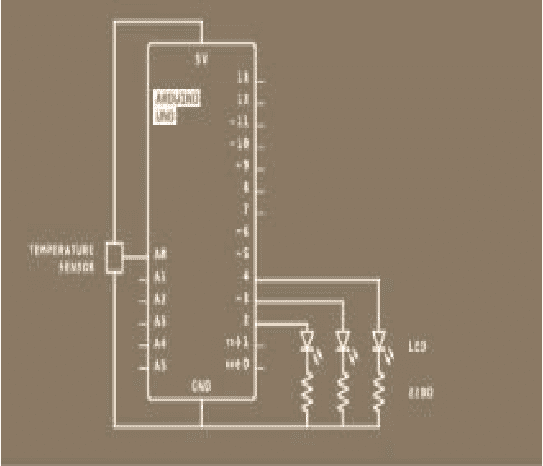 5V
ARDUINO
UNO
13
12
~11
~10
~9
8
7
~6
~5
4
~3
2
TX→1
RX←0
TEMPERATURE
SENSOR
A0
A1
A2
A3
A4
A5
GND
LCD
220Ω